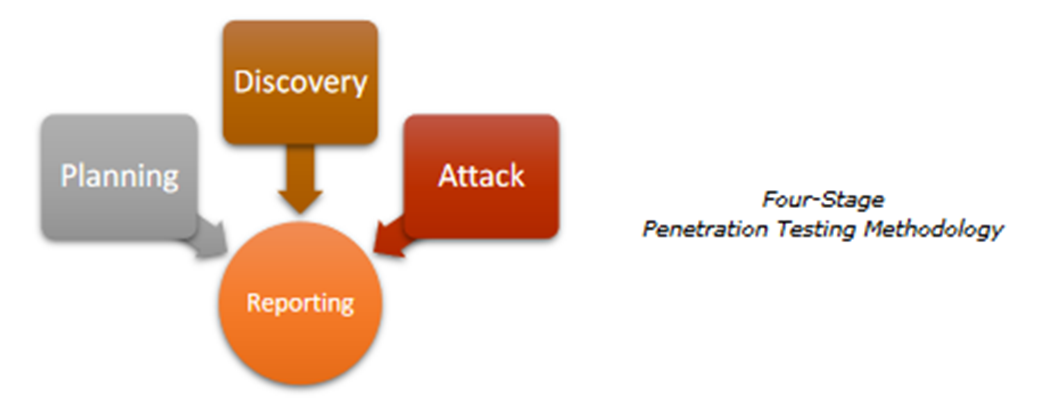 Discovery
Planning
Attack
Reporting
Four-Stage
Penetration Testing Methodology